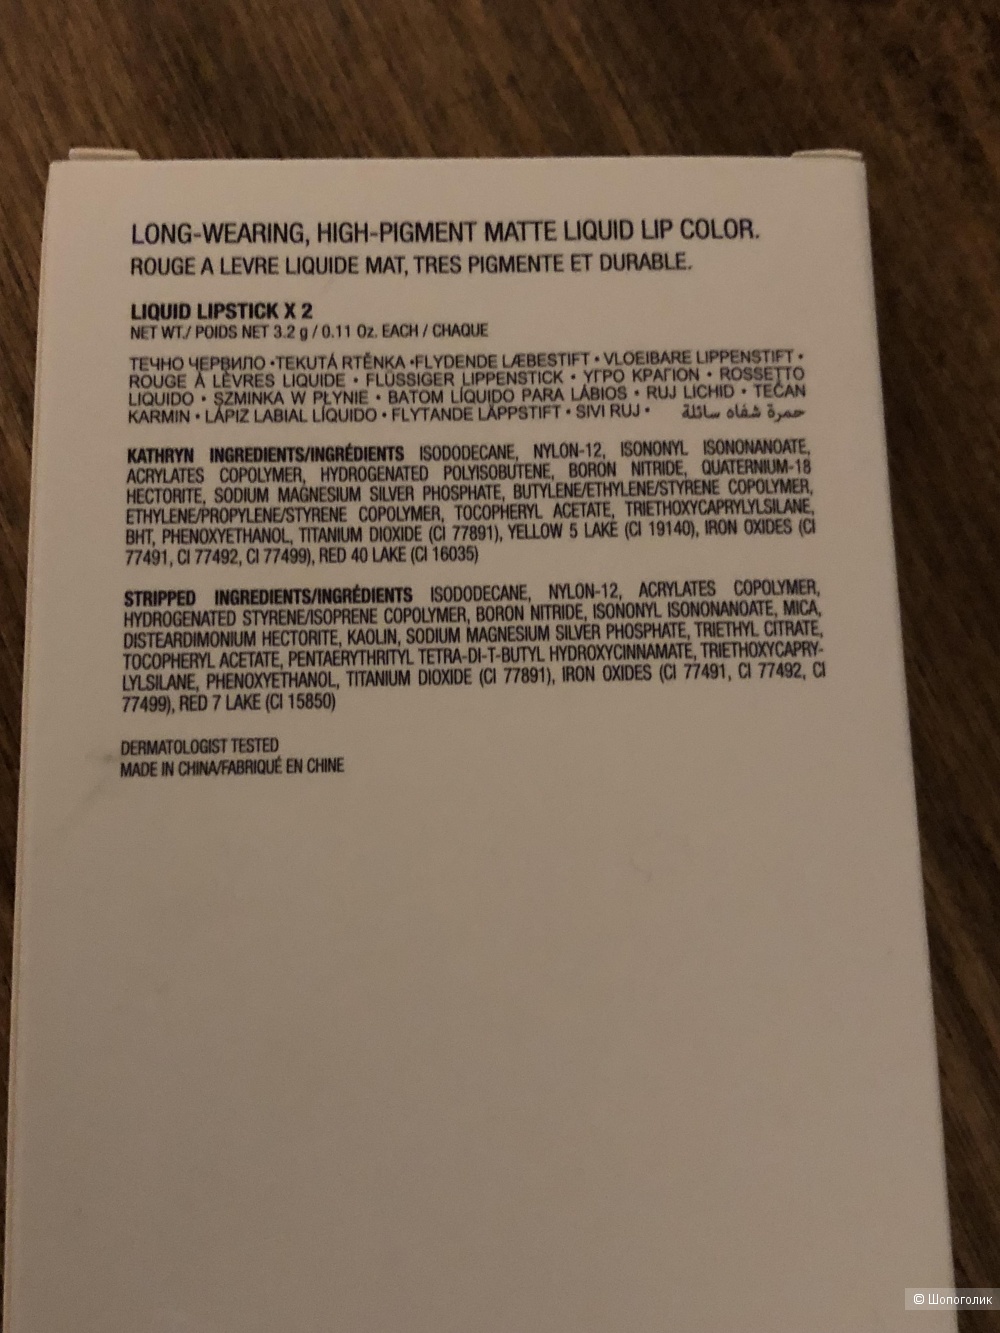 LONG-WEARING, HIGH-PIGMENT MATTE LIQUID LIP COLOR.
ROUGE A LEVRE LIQUIDE MAT, TRES PIGMENTE ET DURABLE.
LIQUID LIPSTICK X 2
NET WT./ POIDS NET 3.2 g / 0.11 Oz. EACH / CHAQUE
ТЕЧНО ЧЕРВИЛО •TEKUTÁ RTĚNKA •FLYDENDE LÆBESTIFT • VLOEIBARE LIPPENSTIFT •
ROUGE À LÈVRES LIQUIDE • FLÜSSIGER LIPPENSTICK • ΥΓΡΟ ΚΡΑΓΙΟΝ • ROSSETTO
LIQUIDO • SZMINKA W PŁYNIE • BATOM LÍQUIDO PARA LÁBIOS • RUJ LICHID • TEČAN
KARMIN • LÁPIZ LABIAL LÍQUIDO • FLYTANDE LÄPPSTIFT • SIVI RUJ • حمرة شفاه سائلة
KATHRYN INGREDIENTS/INGRÉDIENTS ISODODECANE, NYLON-12, ISONONYL ISONONANOATE,
ACRYLATES COPOLYMER, HYDROGENATED POLYISOBUTENE, BORON NITRIDE, QUATERNIUM-18
HECTORITE, SODIUM MAGNESIUM SILVER PHOSPHATE, BUTYLENE/ETHYLENE/STYRENE COPOLYMER,
ETHYLENE/PROPYLENE/STYRENE COPOLYMER, TOCOPHERYL ACETATE, TRIETHOXYCAPRYLYLSILANE,
BHT, PHENOXYETHANOL, TITANIUM DIOXIDE (CI 77891), YELLOW 5 LAKE (CI 19140), IRON OXIDES (CI
77491, CI 77492, CI 77499), RED 40 LAKE (CI 16035)
STRIPPED INGREDIENTS/INGRÉDIENTS ISODODECANE, NYLON-12, ACRYLATES COPOLYMER,
HYDROGENATED STYRENE/ISOPRENE COPOLYMER, BORON NITRIDE, ISONONYL ISONONANOATE, MICA,
DISTEARDIMONIUM HECTORITE, KAOLIN, SODIUM MAGNESIUM SILVER PHOSPHATE, TRIETHYL CITRATE,
TOCOPHERYL ACETATE, PENTAERYTHRITYL TETRA-DI-T-BUTYL HYDROXYCINNAMATE, TRIETHOXYCAPRY-
LYLSILANE, PHENOXYETHANOL, TITANIUM DIOXIDE (CI 77891), IRON OXIDES (CI 77491, CI 77492, CI
77499), RED 7 LAKE (CI 15850)
DERMATOLOGIST TESTED
MADE IN CHINA/FABRIQUÉ EN CHINE
© Шопоголик